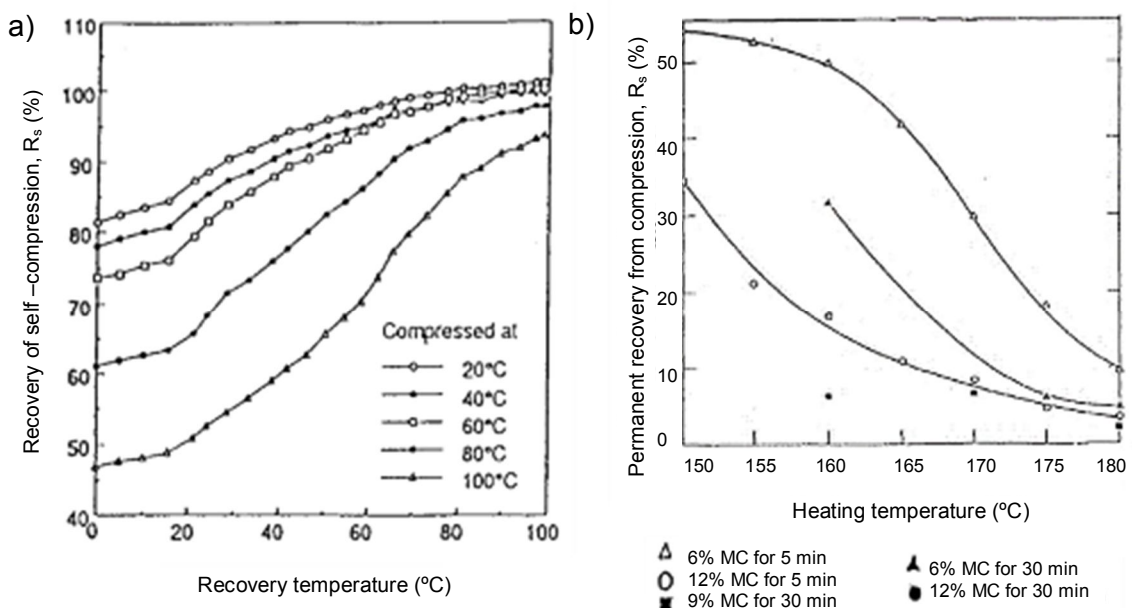 a)
Recovery of self –compression, Rs (%)
110
100
90
80
70
60
50
40
0
20
40
60
80
100
Recovery temperature (ºC)
Compressed at
20°C
40°C
60°C
80°C
100°C
b)
Permanent recovery from compression, Rs (%)
50
40
30
20
10
0
150
155
160
165
170
175
180
Heating temperature (ºC)
6% MC for 5 min
12% MC for 5 min
9% MC for 30 min
6% MC for 30 min
12% MC for 30 min